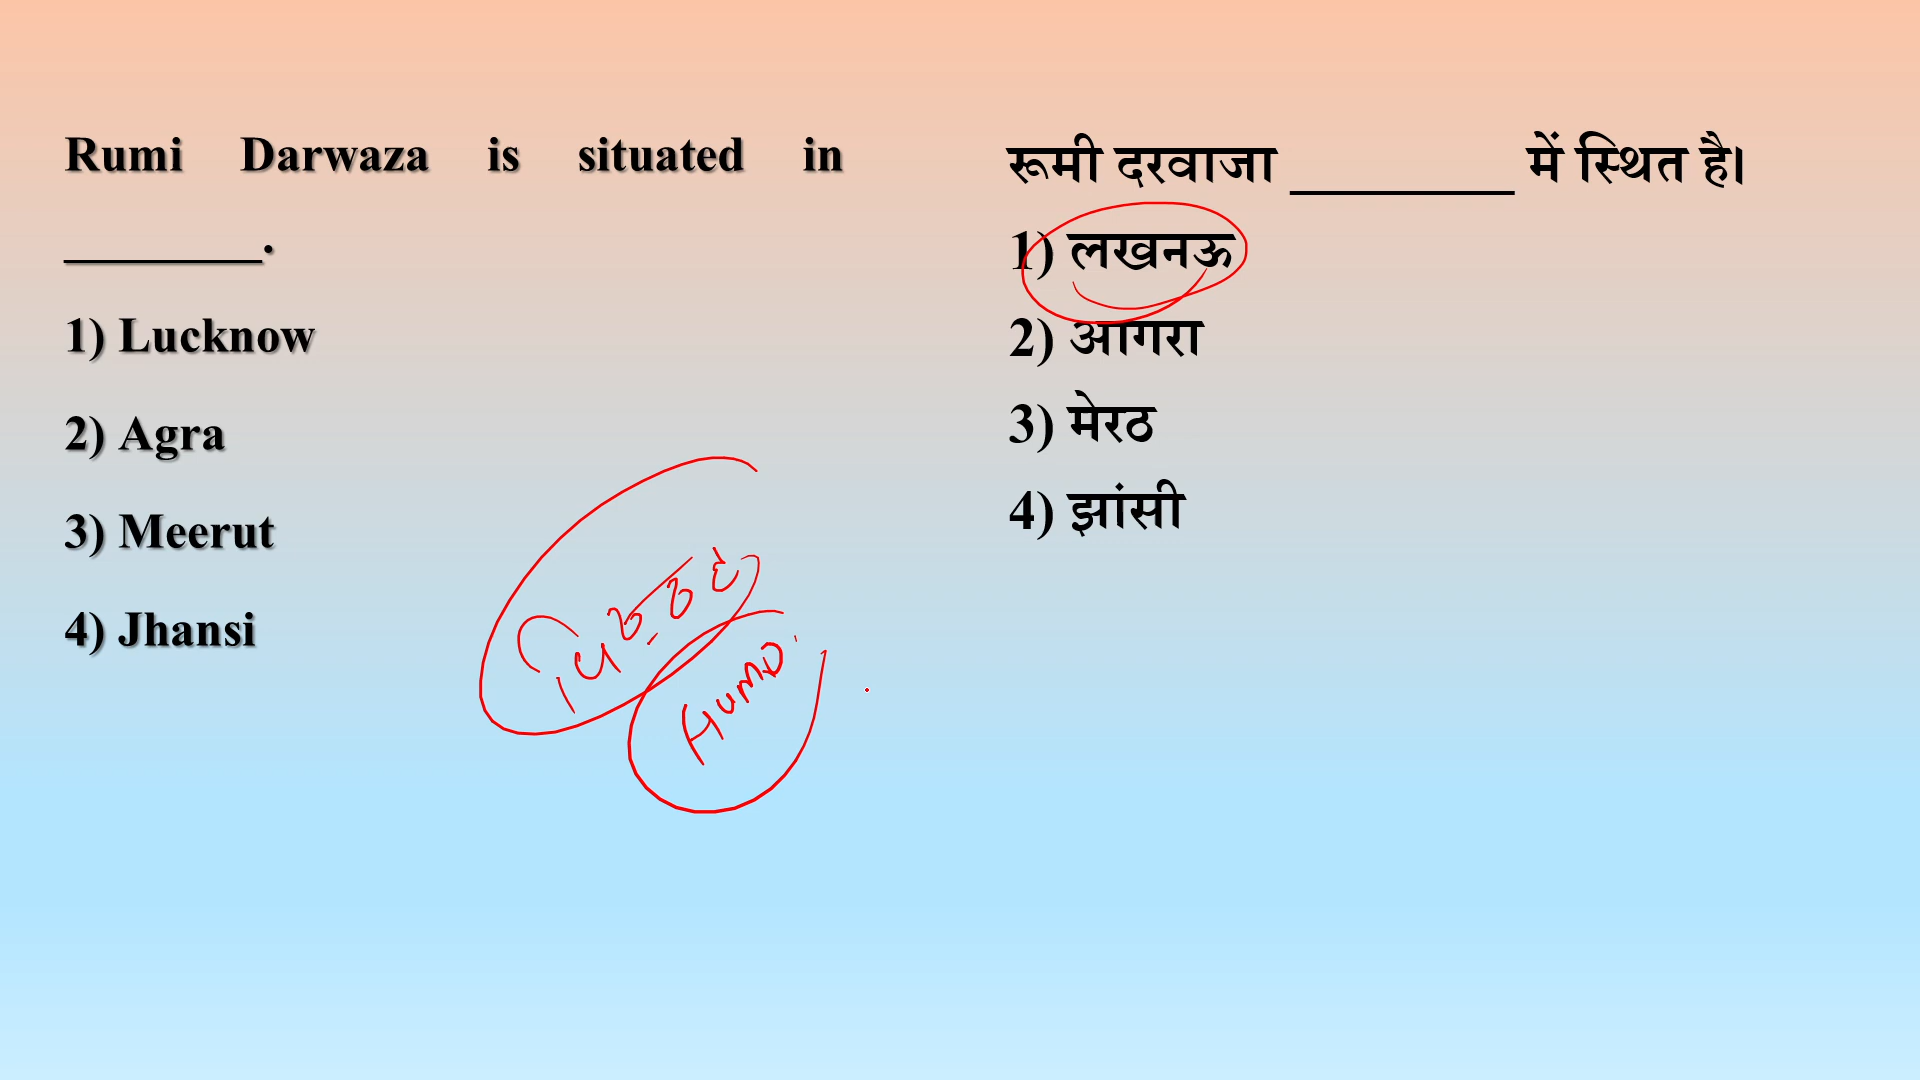 Rumi Darwaza is situated in
________.
1) Lucknow
2) Agra
3) Meerut
4) Jhansi
रूमी दरवाजा ________ में स्थित है।
1) लखनऊ
2) आगरा
3) मेरठ
4) झांसी